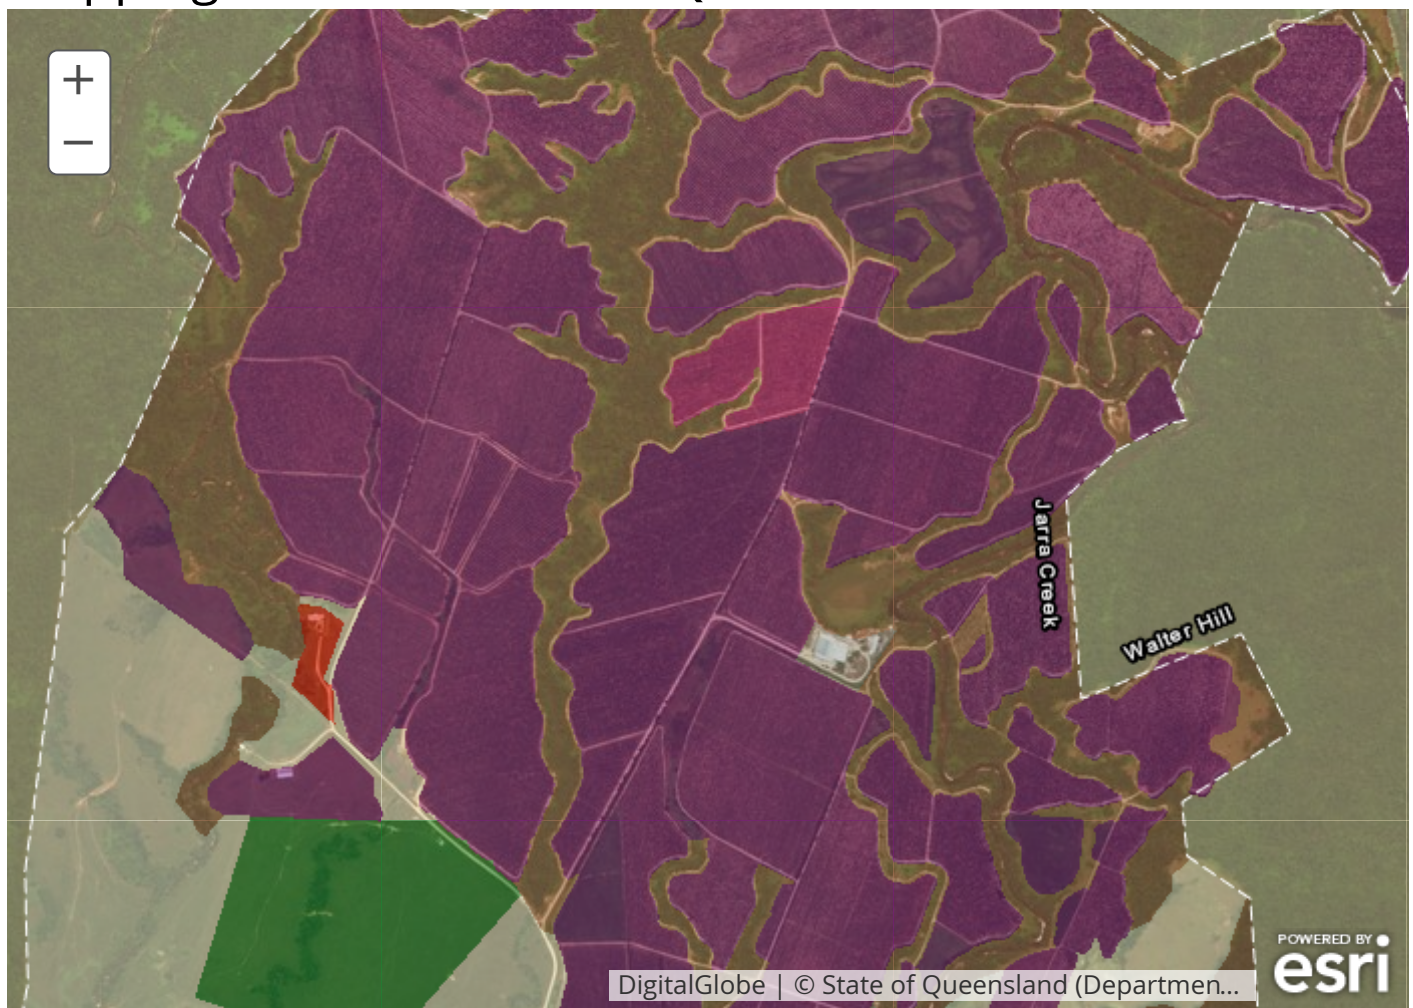 +
−
Jarra Creek
Walter Hill
POWERED BY
esri
DigitalGlobe | © State of Queensland (Departmen...